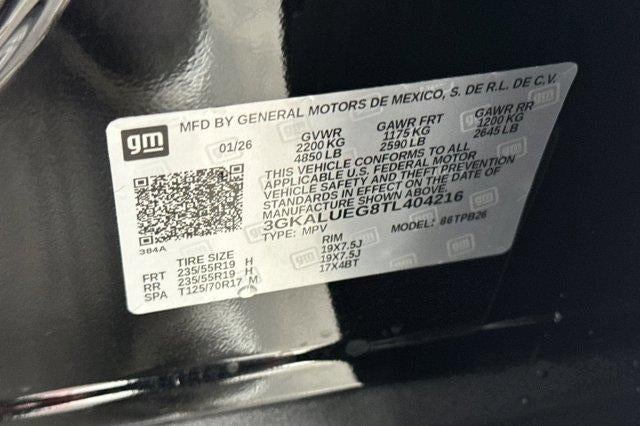 gm
MFD BY GENERAL MOTORS DE MEXICO, S. DE R.L. DE C.V.
01/26 GVWR GAWR FRT GAWR RR
2200 KG 1175 KG 1200 KG
4850 LB 2590 LB 2645 LB
THIS VEHICLE CONFORMS TO ALL
APPLICABLE U.S. FEDERAL MOTOR
VEHICLE SAFETY AND THEFT PREVENTION
STANDARDS IN EFFECT ON THE DATE OF
MANUFACTURE SHOWN ABOVE.
3GKALUEG8TL404216
TYPE: MPV MODEL: 86TPB26
384A
TIRE SIZE RIM
FRT 235/55R19 H 19X7.5J
RR 235/55R19 H 19X7.5J
SPA T125/70R17 M 17X4BT